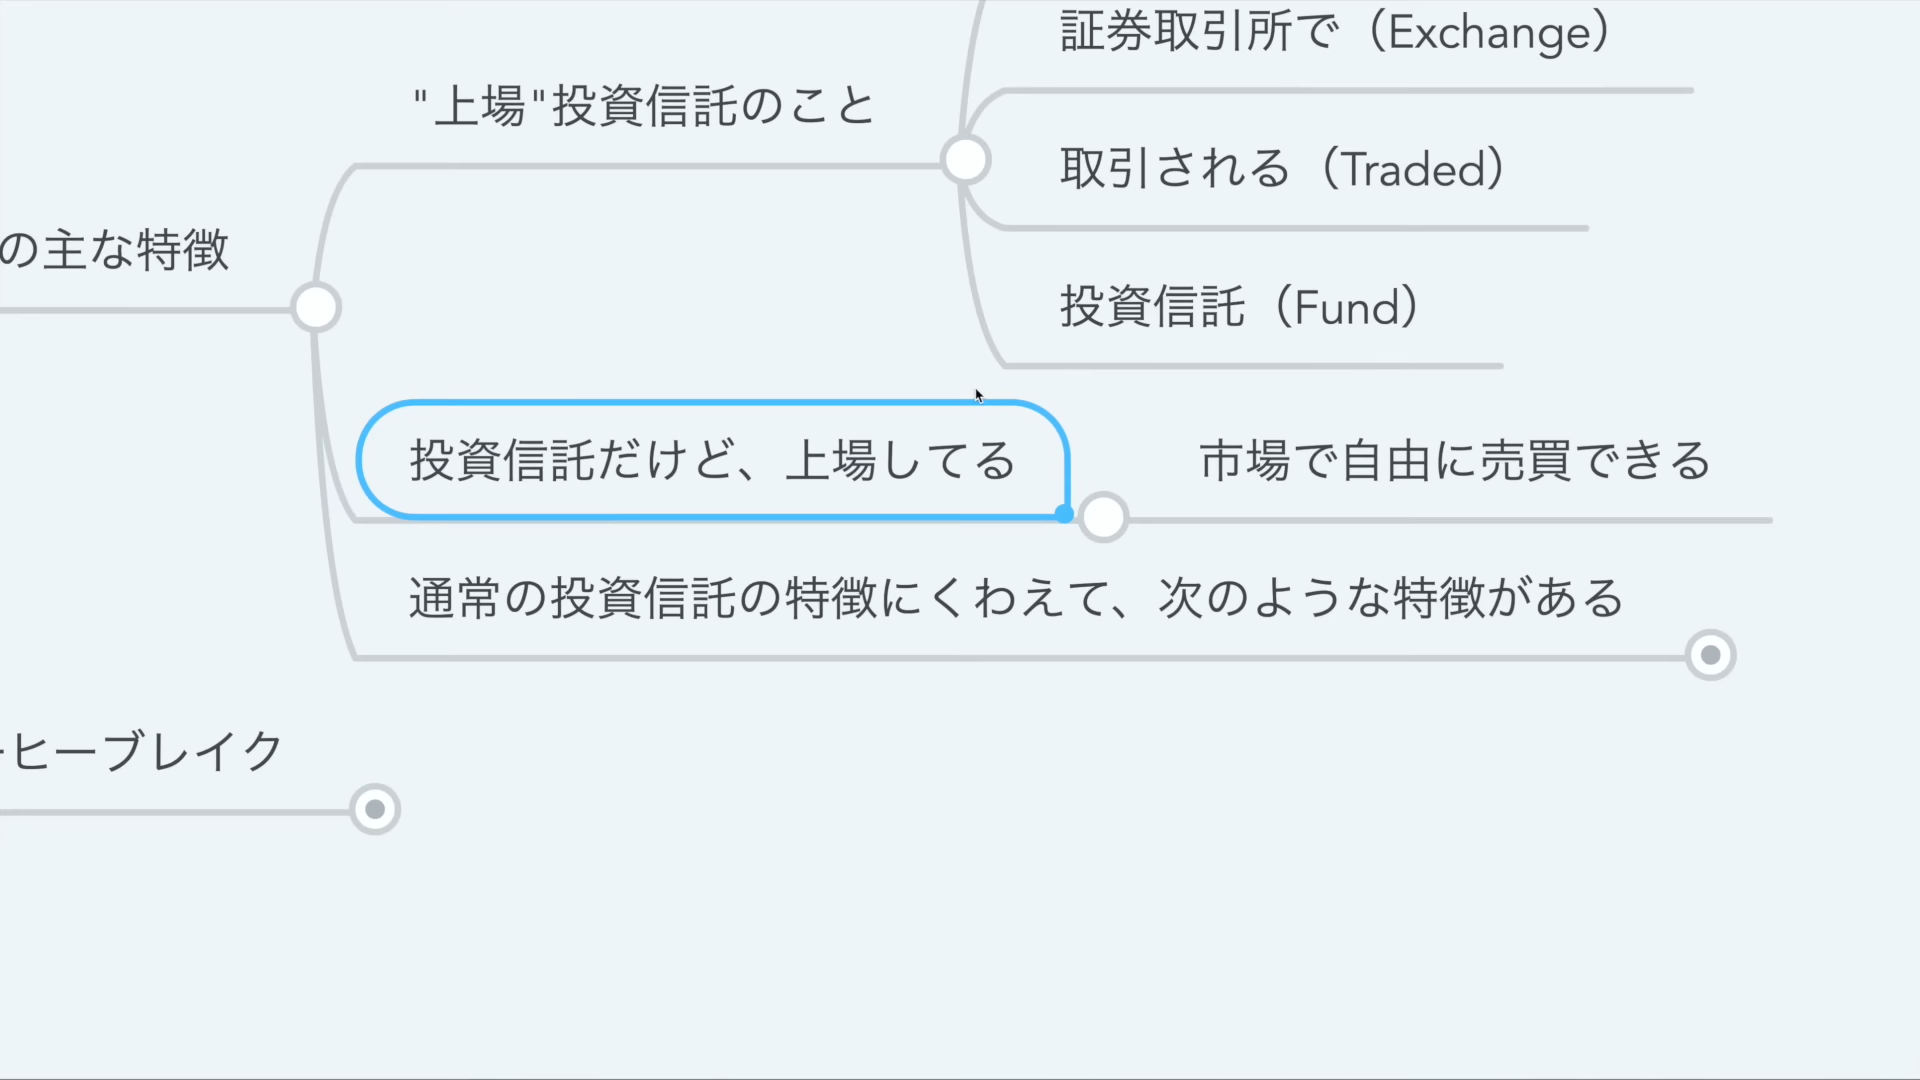 証券取引所で（Exchange）
"上場"投資信託のこと
取引される（Traded）
の主な特徴
投資信託（Fund）
投資信託だけど、上場してる
市場で自由に売買できる
通常の投資信託の特徴にくわえて、次のような特徴がある
ーヒーブレイク